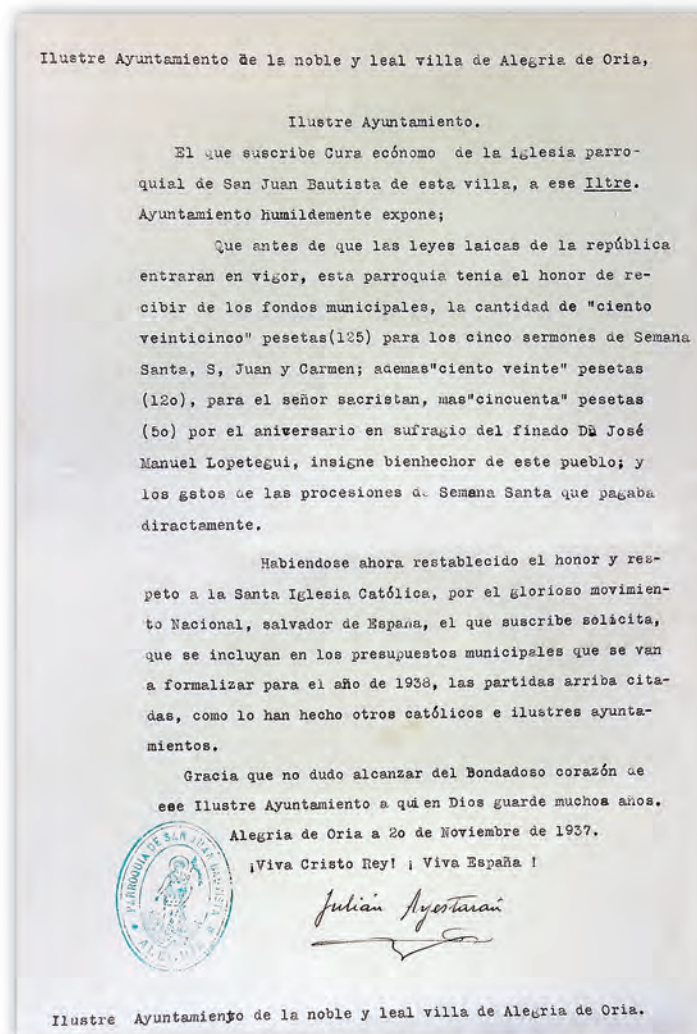 Ilustre Ayuntamiento de la noble y leal villa de Alegria de Oria,
Ilustre Ayuntamiento.
El que suscribe Cura ecónomo de la iglesia parro-
quial de San Juan Bautista de esta villa, a ese Iltre.
Ayuntamiento humildemente expone;
Que antes de que las leyes laicas de la república
entraran en vigor, esta parroquia tenia el honor de re-
cibir de los fondos municipales, la cantidad de "ciento
veinticinco" pesetas(125) para los cinco sermones de Semana
Santa, S, Juan y Carmen; ademas"ciento veinte" pesetas
(12o), para el señor sacristan, mas"cincuenta" pesetas
(5o) por el aniversario en sufragio del finado José
Manuel Lopetegui, insigne bienhechor de este pueblo; y
los gstos de las procesiones de Semana Santa que pagaba
diractamente.
Habiendose ahora restablecido el honor y res-
peto a la Santa Iglesia Católica, por el glorioso movimien-
to Nacional, salvador de España, el que suscribe solicita,
que se incluyan en los presupuestos municipales que se van
a formalizar para el año de 1938, las partidas arriba cita-
das, como lo han hecho otros católicos e ilustres ayunta-
mientos.
Gracia que no dudo alcanzar del Bondadoso corazón de
ese Ilustre Ayuntamiento a quien Dios guarde muchos años.
Alegria de Oria a 2o de Noviembre de 1937.
¡Viva Cristo Rey! ¡ Viva España !
PARROQUIA DE SAN JUAN BAUTISTA
ALEGRIA
Julián Ayestarán
Ilustre Ayuntamiento de la noble y leal villa de Alegria de Oria.